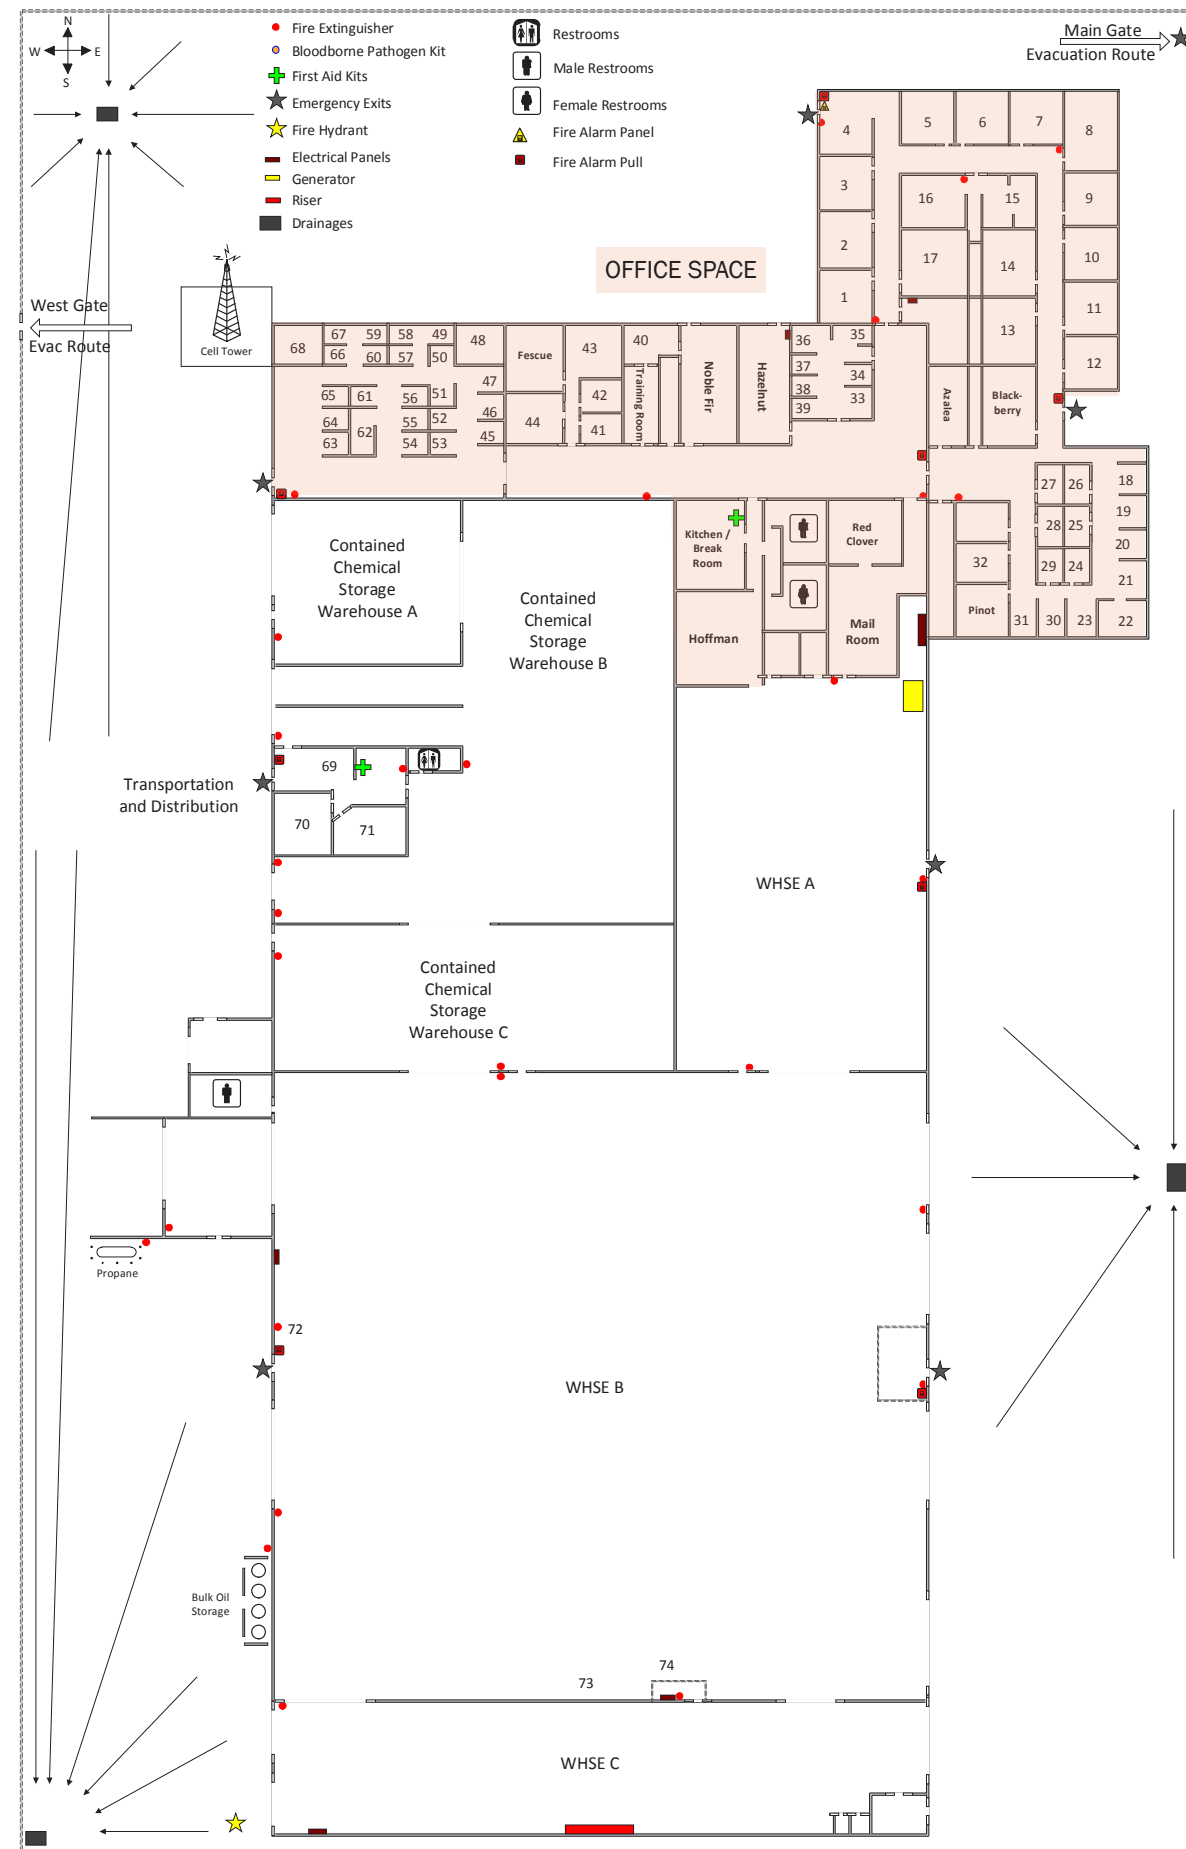 N
W E
S
Fire Extinguisher
Bloodborne Pathogen Kit
First Aid Kits
Emergency Exits
Fire Hydrant
Electrical Panels
Generator
Riser
Drainages
Restrooms
Male Restrooms
Female Restrooms
Fire Alarm Panel
Fire Alarm Pull
Main Gate
Evacuation Route
West Gate
Evac Route
Cell Tower
OFFICE SPACE
4
5
6
7
8
3
16
15
9
2
17
14
10
1
13
11
12
68
67
59
58
49
48
66
60
57
50
Fescue
43
40
Noble Fir
Hazelnut
36
35
37
34
38
33
39
65
61
56
51
47
64
62
55
52
46
63
54
53
45
44
42
41
Training Room
Azalea
Black-
berry
27
26
18
28
25
19
20
29
24
21
32
Pinot
31
30
23
22
Kitchen /
Break
Room
Red
Clover
Hoffman
Mail
Room
Contained
Chemical
Storage
Warehouse A
Contained
Chemical
Storage
Warehouse B
69
70
71
Transportation
and Distribution
WHSE A
Contained
Chemical
Storage
Warehouse C
Propane
72
WHSE B
Bulk Oil
Storage
73
74
WHSE C